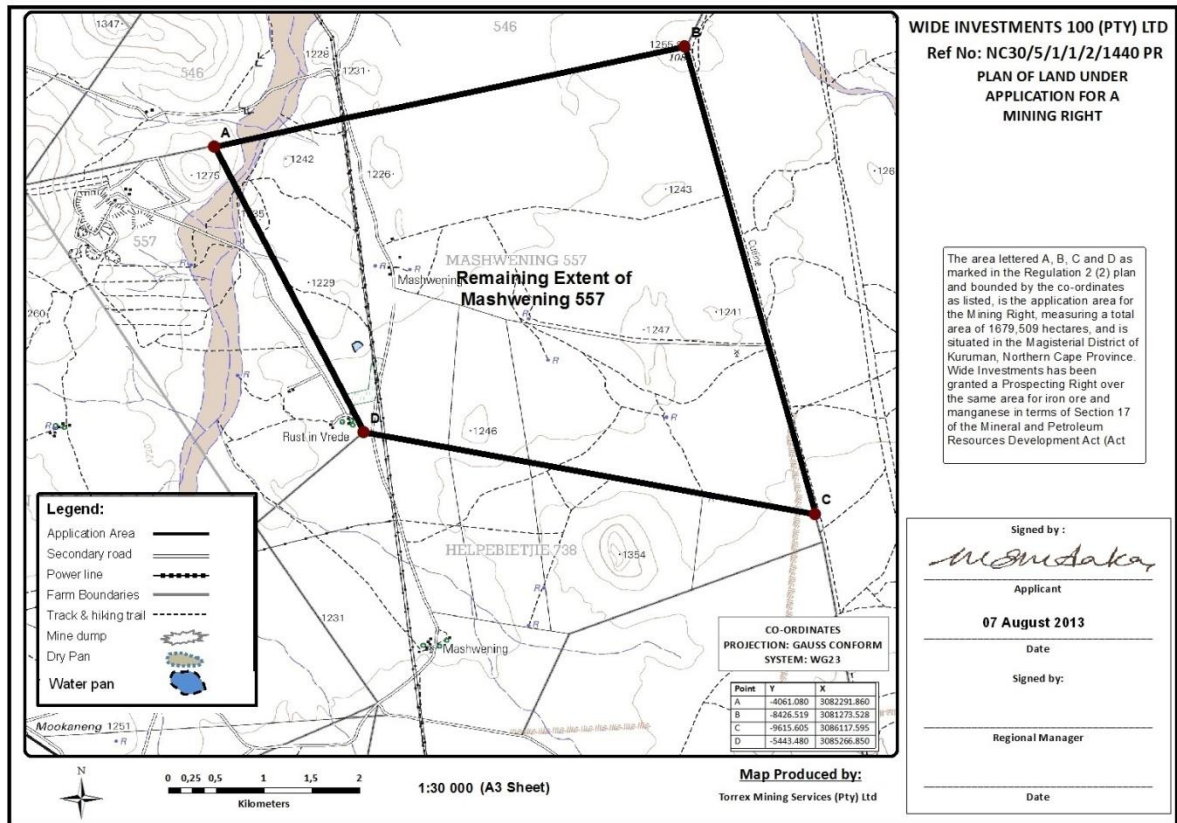 WIDE INVESTMENTS 100 (PTY) LTD
Ref No: NC30/5/1/1/2/1440 PR
PLAN OF LAND UNDER
APPLICATION FOR A
MINING RIGHT
The area lettered A, B, C and D as
marked in the Regulation 2 (2) plan
and bounded by the co-ordinates
as listed, is the application area for
the Mining Right, measuring a total
area of 1679,509 hectares, and is
situated in the Magisterial District of
Kuruman, Northern Cape Province.
Wide Investments has been
granted a Prospecting Right over
the same area for iron ore and
manganese in terms of Section 17
of the Mineral and Petroleum
Resources Development Act (Act
Signed by :
Applicant
07 August 2013
Date
Signed by:
Regional Manager
Date
1347
546
1228
1231
546
B
A
1242
1275
1226
1243
557
MASHWENING 557
Remaining Extent of
Mashwening 557
Mashwening
1229
1247
1241
260
R
R
R
R
R
R
D
Rust in Vrede
1246
C
HELPEBIETJIE 738
1354
R
R
1231
Mashwening
Mookaneng
1251
R
Legend:
Application Area
Secondary road
Power line
Farm Boundaries
Track & hiking trail
Mine dump
Dry Pan
Water pan
CO-ORDINATES
PROJECTION: GAUSS CONFORM
SYSTEM: WG23
Point Y X
A -4061.080 3082291.860
B -8426.519 3081273.528
C -9615.605 3086117.595
D -5443.480 3085266.850
N
0 0,25 0,5 1 1,5 2
Kilometers
1:30 000 (A3 Sheet)
Map Produced by:
Torrex Mining Services (Pty) Ltd